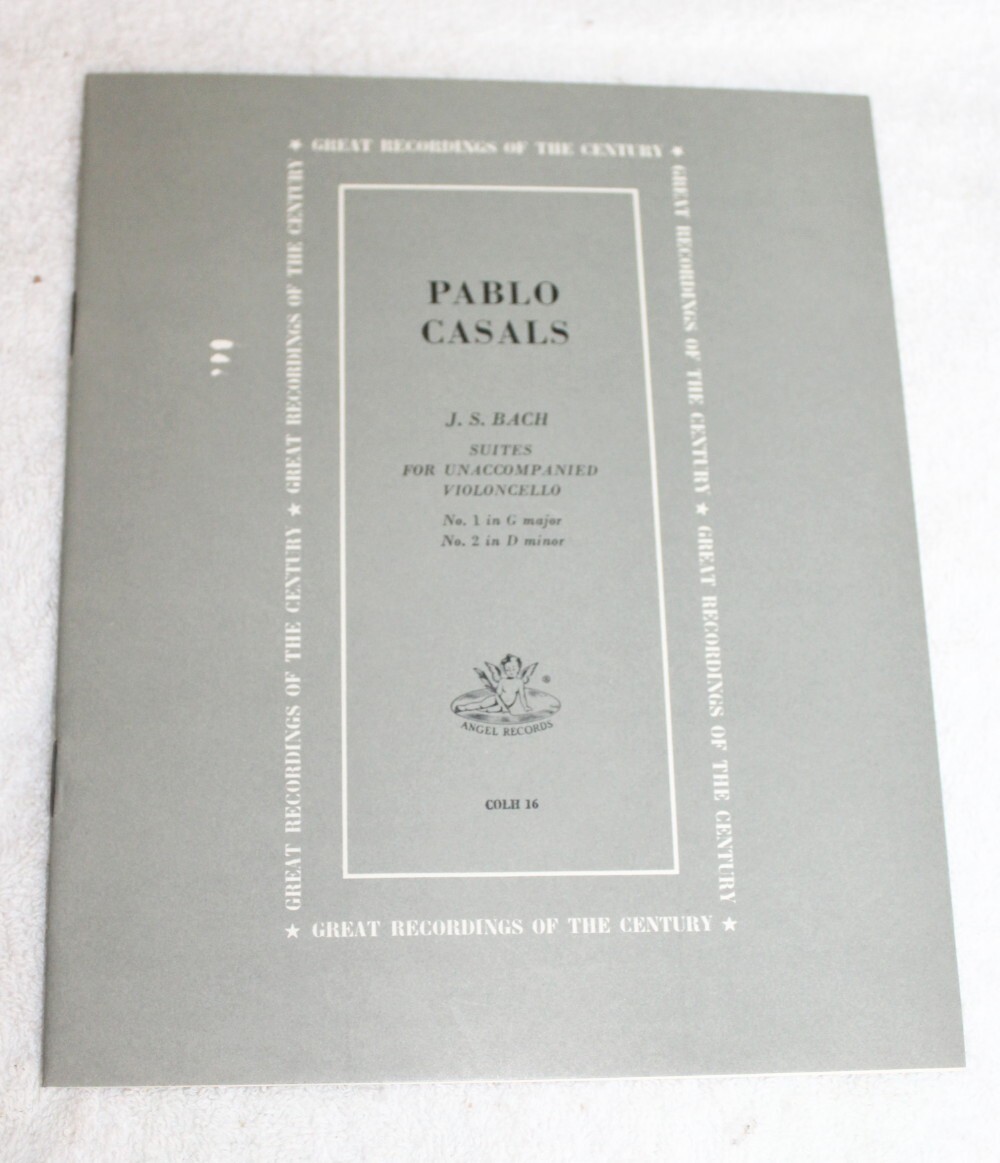 ★ GREAT RECORDINGS OF THE CENTURY ★
GREAT RECORDINGS OF THE CENTURY ★ GREAT RECORDINGS OF THE CENTURY
GREAT RECORDINGS OF THE CENTURY ★ GREAT RECORDINGS OF THE CENTURY
PABLO
CASALS
J. S. BACH
SUITES
FOR UNACCOMPANIED
VIOLONCELLO
No. 1 in G major
No. 2 in D minor
®
ANGEL RECORDS
COLH 16
★ GREAT RECORDINGS OF THE CENTURY ★